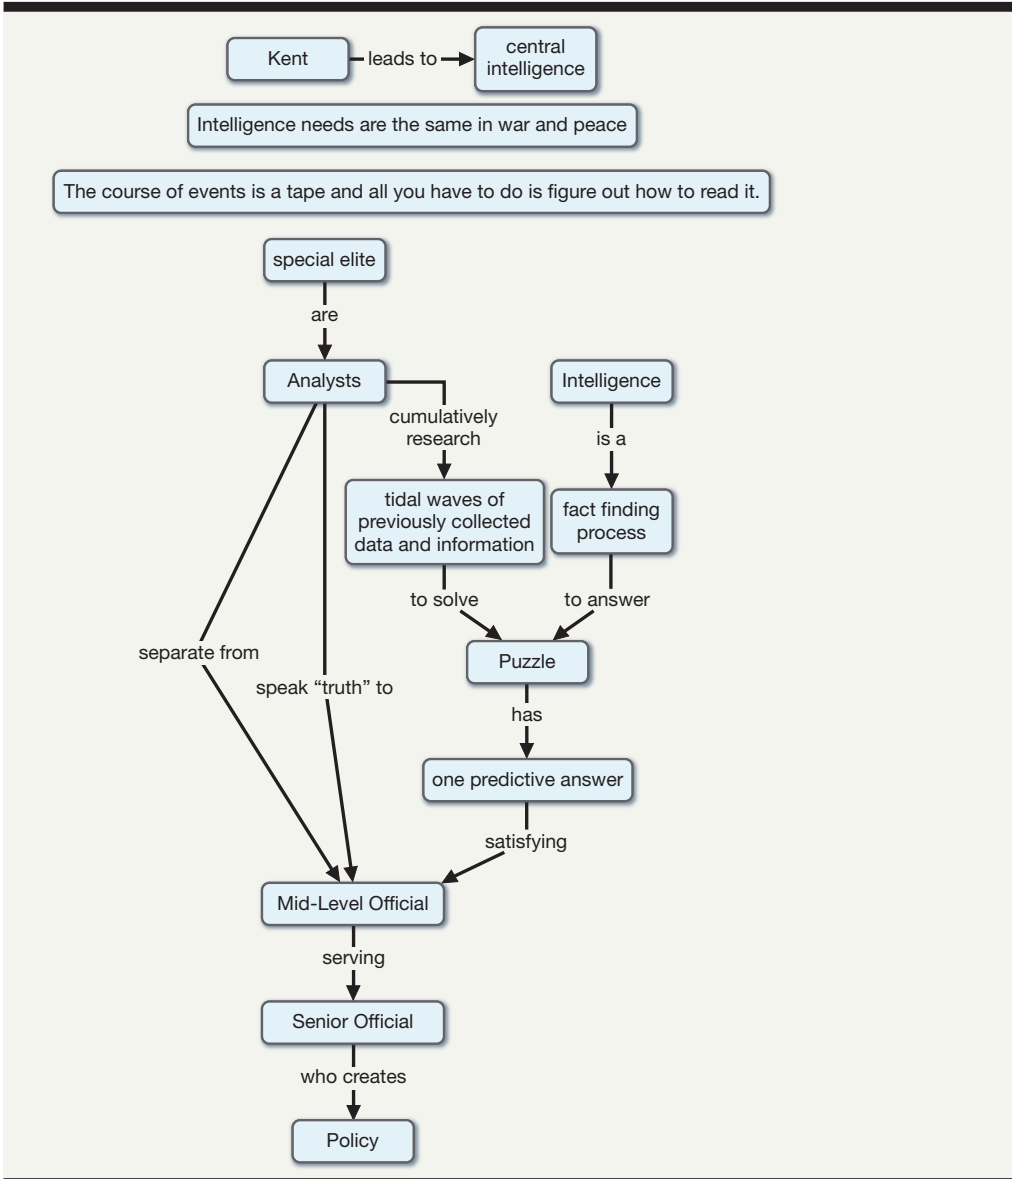 Kent
leads to
central
intelligence
Intelligence needs are the same in war and peace
The course of events is a tape and all you have to do is figure out how to read it.
special elite
are
Analysts
Intelligence
cumulatively
research
is a
tidal waves of
previously collected
data and information
fact finding
process
to solve
to answer
separate from
speak “truth” to
Puzzle
has
one predictive answer
satisfying
Mid-Level Official
serving
Senior Official
who creates
Policy